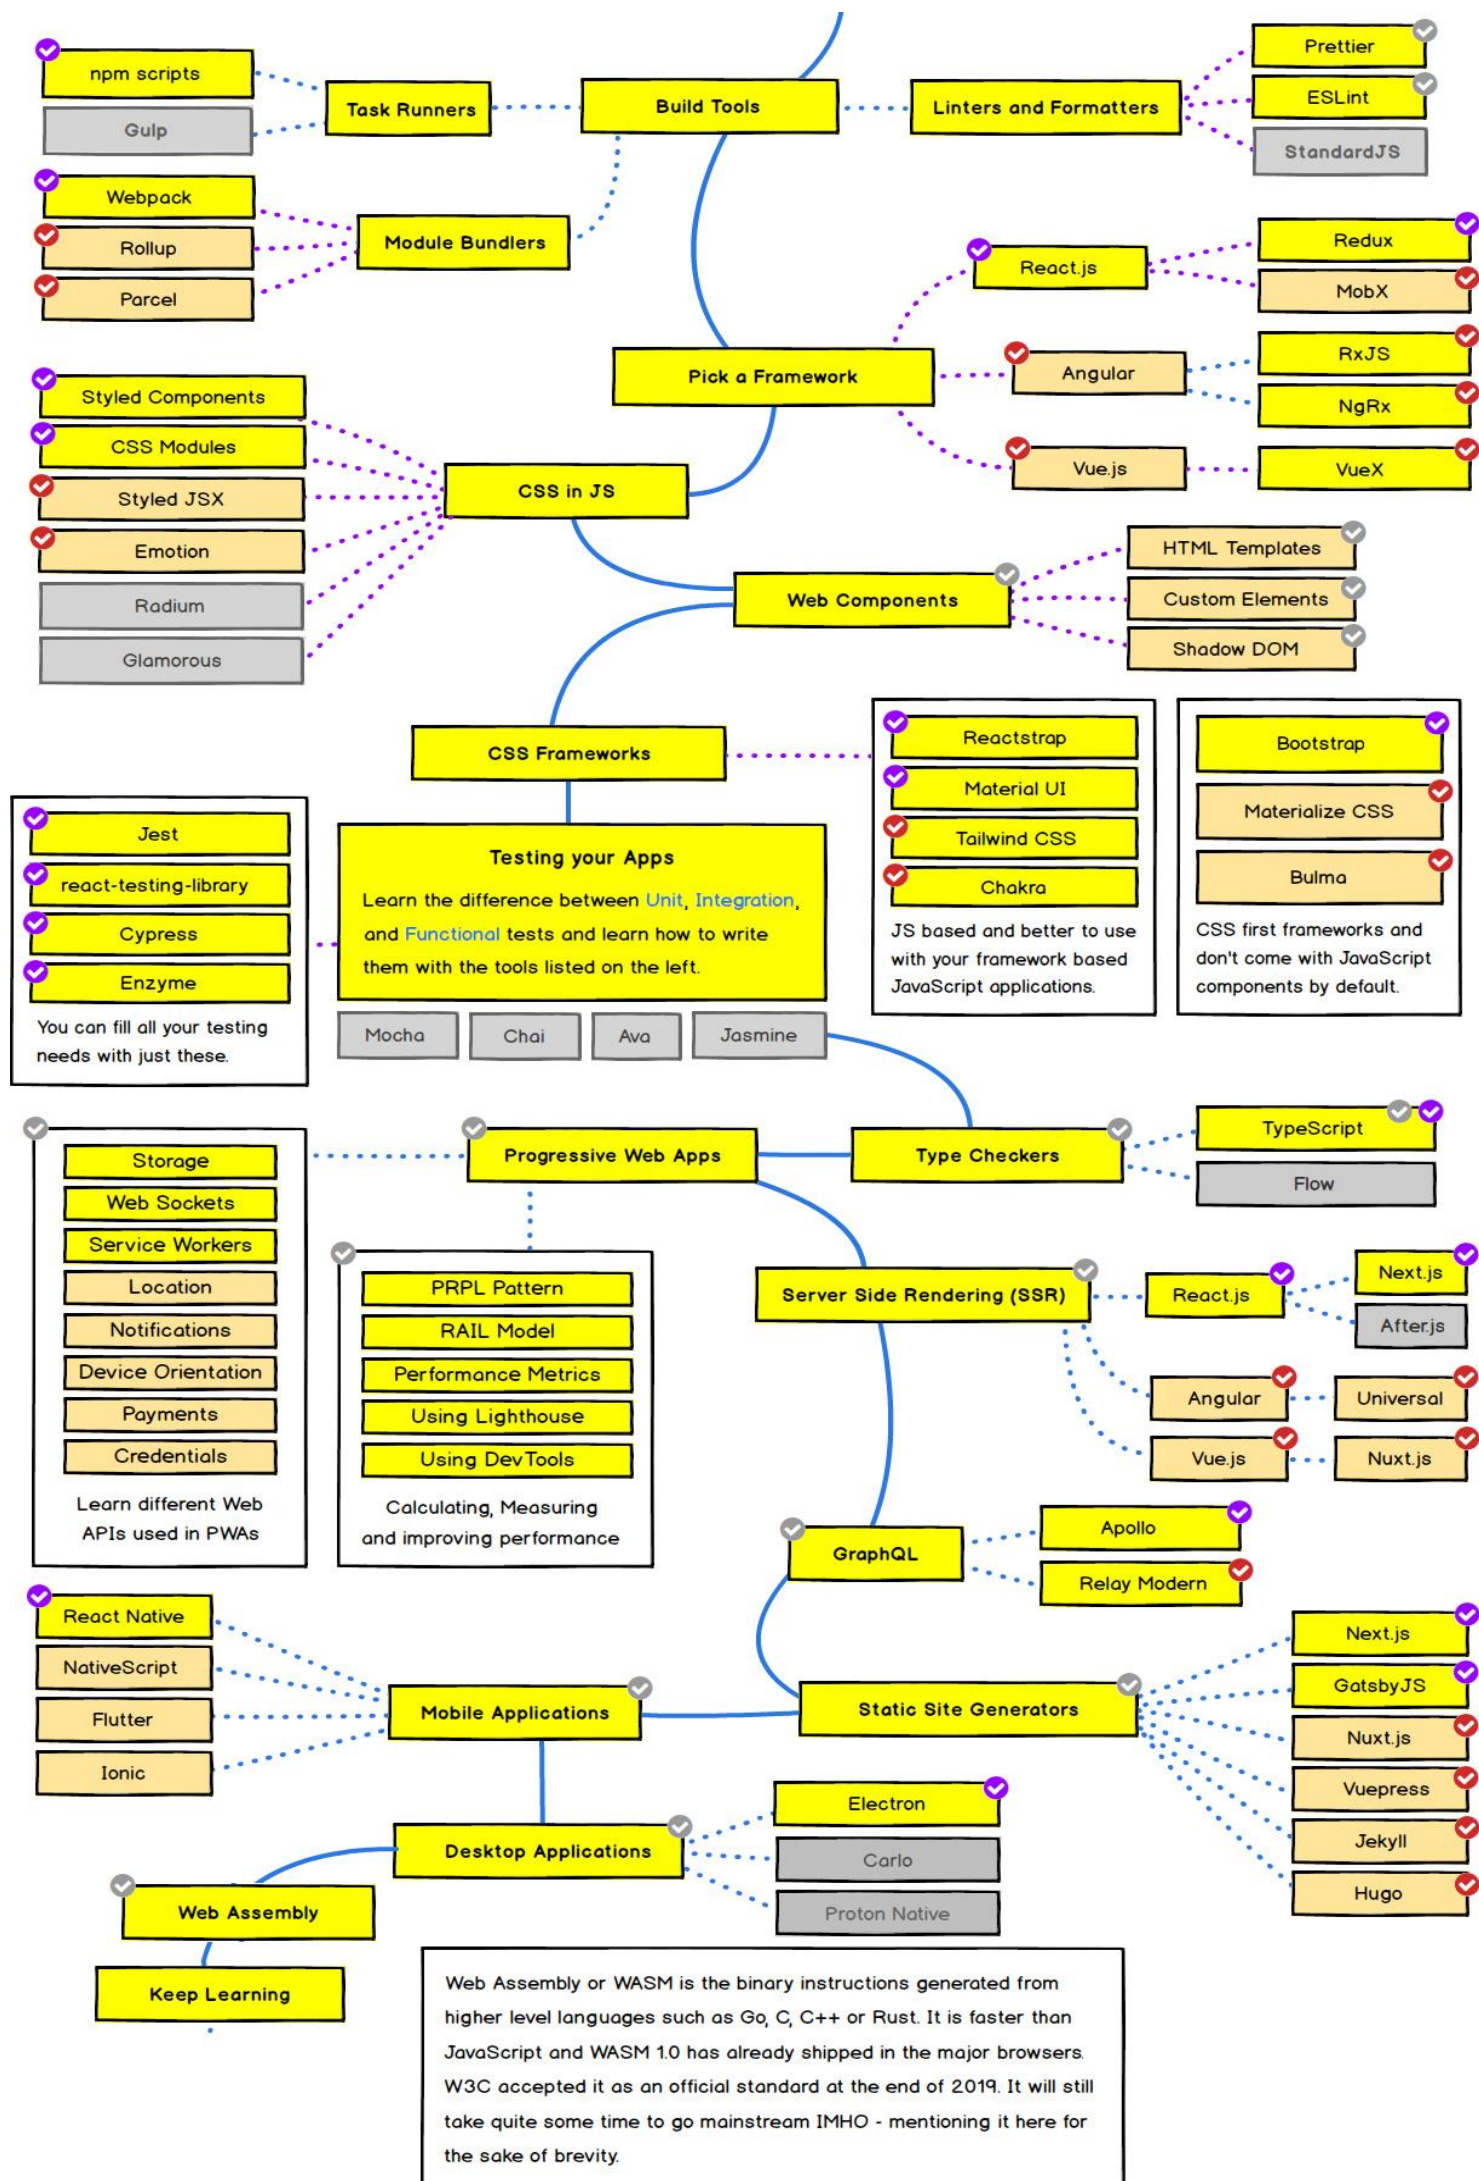 npm scripts
Gulp
Task Runners
Build Tools
Linters and Formatters
Prettier
ESLint
StandardJS
Webpack
Rollup
Parcel
Module Bundlers
React.js
Redux
MobX
Pick a Framework
Angular
RxJS
NgRx
Vue.js
VueX
Styled Components
CSS Modules
Styled JSX
Emotion
Radium
Glamorous
CSS in JS
Web Components
HTML Templates
Custom Elements
Shadow DOM
CSS Frameworks
Reactstrap
Material UI
Tailwind CSS
Chakra
JS based and better to use
with your framework based
JavaScript applications.
Bootstrap
Materialize CSS
Bulma
CSS first frameworks and
don't come with JavaScript
components by default.
Jest
react-testing-library
Cypress
Enzyme
You can fill all your testing
needs with just these.
Testing your Apps
Learn the difference between Unit, Integration,
and Functional tests and learn how to write
them with the tools listed on the left.
Mocha
Chai
Ava
Jasmine
Storage
Web Sockets
Service Workers
Location
Notifications
Device Orientation
Payments
Credentials
Learn different Web
APIs used in PWAs
Progressive Web Apps
Type Checkers
TypeScript
Flow
PRPL Pattern
RAIL Model
Performance Metrics
Using Lighthouse
Using DevTools
Calculating, Measuring
and improving performance
Server Side Rendering (SSR)
React.js
Next.js
After.js
Angular
Universal
Vue.js
Nuxt.js
GraphQL
Apollo
Relay Modern
React Native
NativeScript
Flutter
Ionic
Mobile Applications
Static Site Generators
Next.js
GatsbyJS
Nuxt.js
Vuepress
Jekyll
Hugo
Desktop Applications
Electron
Carlo
Proton Native
Web Assembly
Keep Learning
Web Assembly or WASM is the binary instructions generated from
higher level languages such as Go, C, C++ or Rust. It is faster than
JavaScript and WASM 1.0 has already shipped in the major browsers.
W3C accepted it as an official standard at the end of 2019. It will still
take quite some time to go mainstream IMHO - mentioning it here for
the sake of brevity.